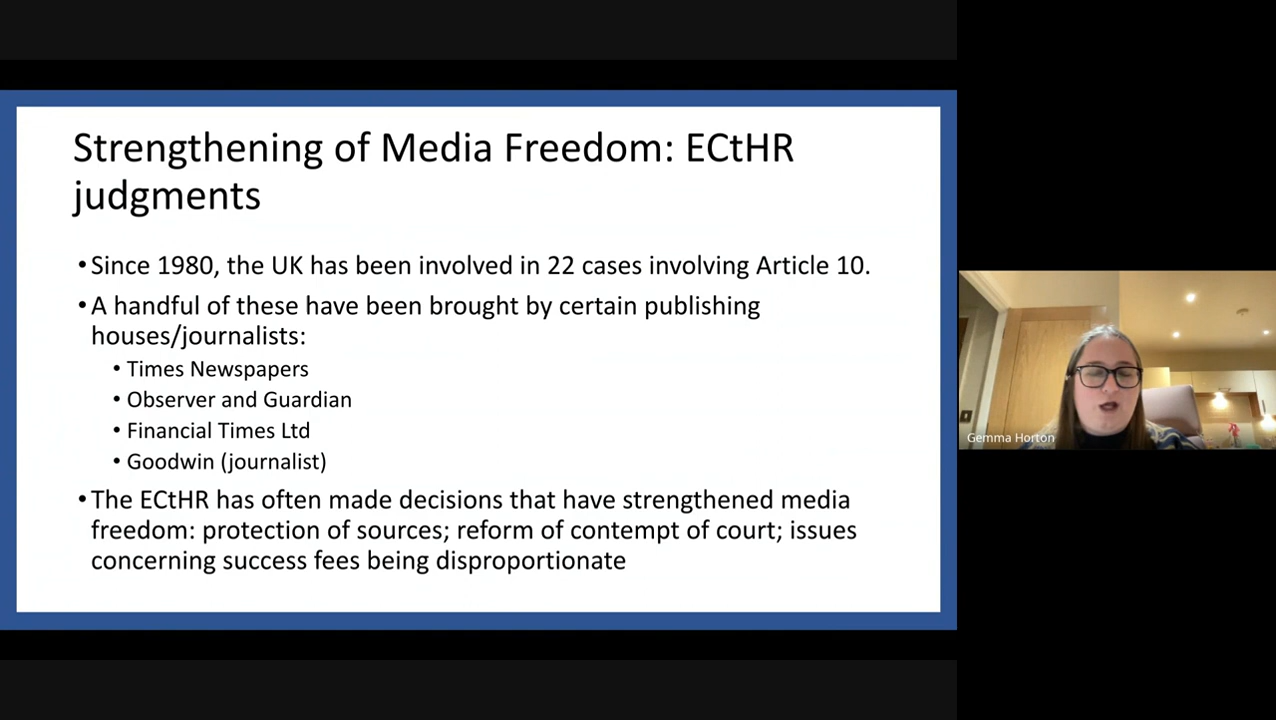 Strengthening of Media Freedom: ECtHR
judgments
•Since 1980, the UK has been involved in 22 cases involving Article 10.
•A handful of these have been brought by certain publishing
houses/journalists:
• Times Newspapers
• Observer and Guardian
• Financial Times Ltd
• Goodwin (journalist)
•The ECtHR has often made decisions that have strengthened media
freedom: protection of sources; reform of contempt of court; issues
concerning success fees being disproportionate
Gemma Horton